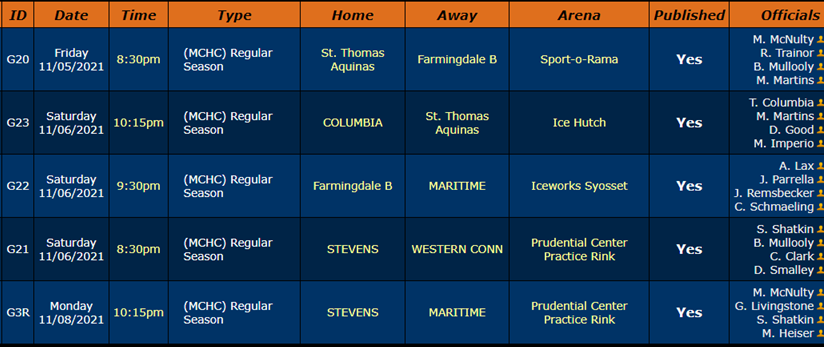 ID Date Time Type Home Away Arena Published Officials
G20 Friday 11/05/2021 8:30pm (MCHC) Regular Season St. Thomas Aquinas Farmingdale B Sport-o-Rama Yes M. McNulty R. Trainor B. Mullooly M. Martins
G23 Saturday 11/06/2021 10:15pm (MCHC) Regular Season COLUMBIA St. Thomas Aquinas Ice Hutch Yes T. Columbia M. Martins D. Good M. Imperio
G22 Saturday 11/06/2021 9:30pm (MCHC) Regular Season Farmingdale B MARITIME Iceworks Syosset Yes A. Lax J. Parrella J. Remsbecker C. Schmaeling
G21 Saturday 11/06/2021 8:30pm (MCHC) Regular Season STEVENS WESTERN CONN Prudential Center Practice Rink Yes S. Shatkin B. Mullooly C. Clark D. Smalley
G3R Monday 11/08/2021 10:15pm (MCHC) Regular Season STEVENS MARITIME Prudential Center Practice Rink Yes M. McNulty G. Livingstone S. Shatkin M. Heiser